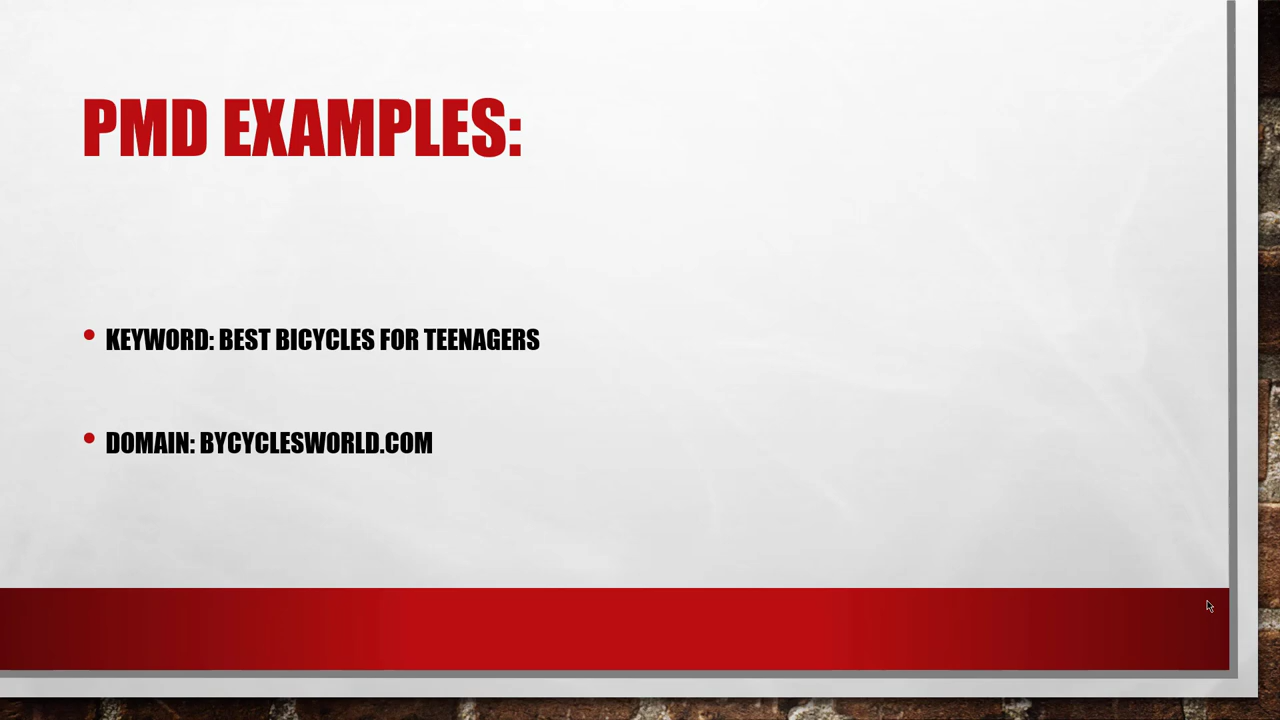 PMD EXAMPLES:
• KEYWORD: BEST BICYCLES FOR TEENAGERS
• DOMAIN: BYCYCLESWORLD.COM